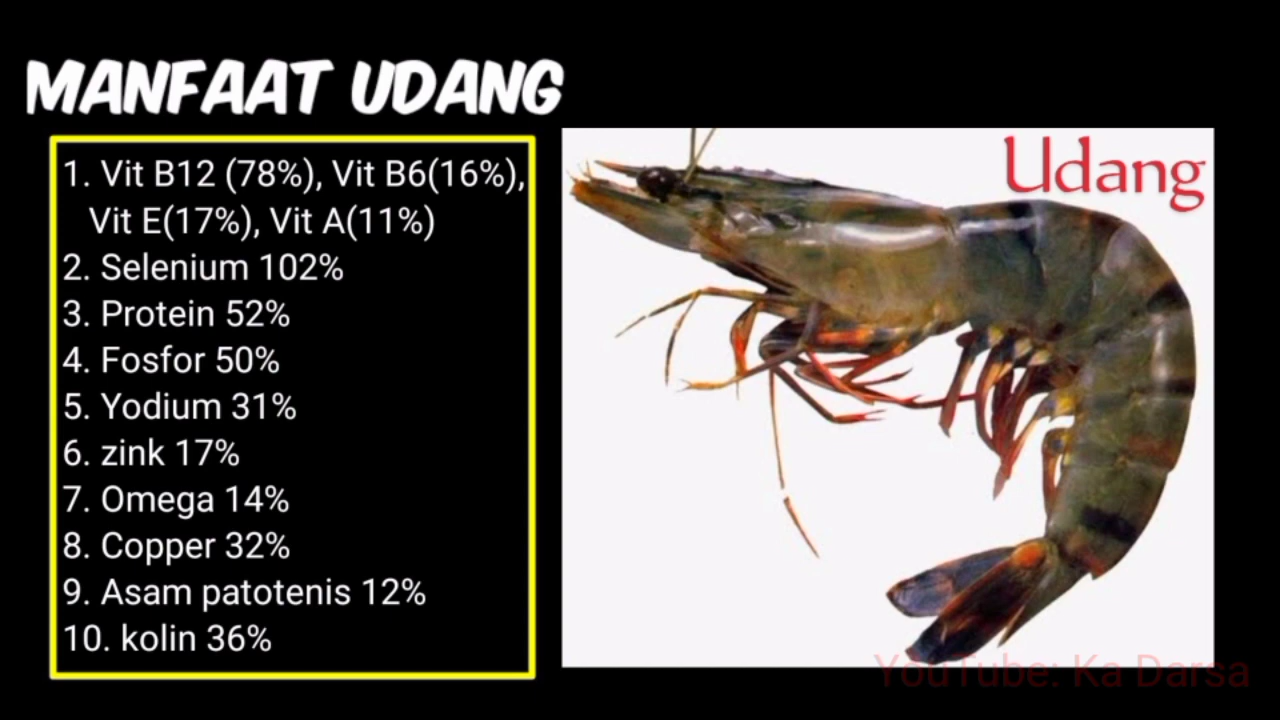 MANFAAT UDANG
1. Vit B12 (78%), Vit B6(16%),
Vit E(17%), Vit A(11%)
2. Selenium 102%
3. Protein 52%
4. Fosfor 50%
5. Yodium 31%
6. zink 17%
7. Omega 14%
8. Copper 32%
9. Asam patotenis 12%
10. kolin 36%
Udang
YouTube: Ka Darsa